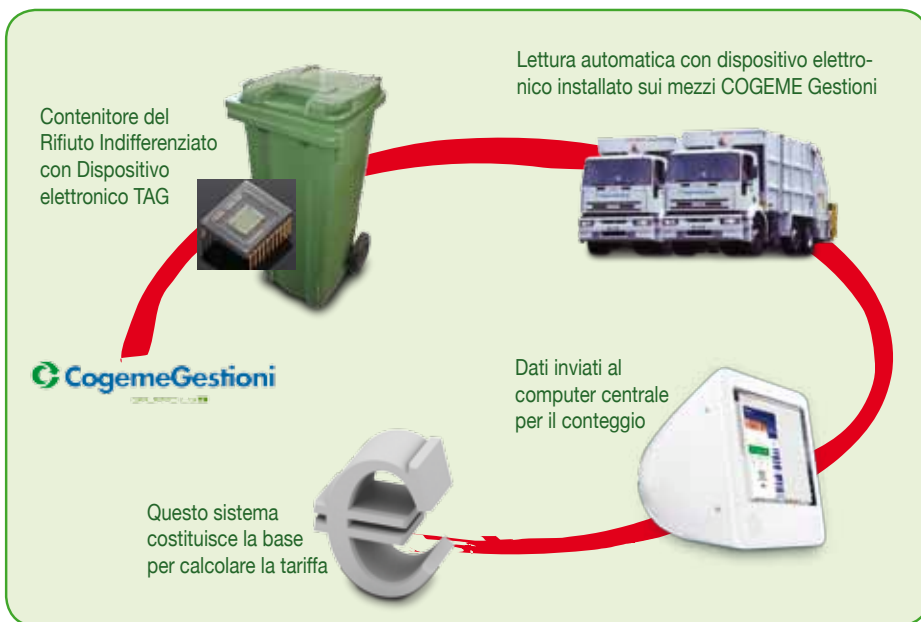 Lettura automatica con dispositivo elettro-
nico installato sui mezzi COGEME Gestioni
Contenitore del
Rifiuto Indifferenziato
con Dispositivo
elettronico TAG
CogemeGestioni
Dati inviati al
computer centrale
per il conteggio
Questo sistema
costituisce la base
per calcolare la tariffa